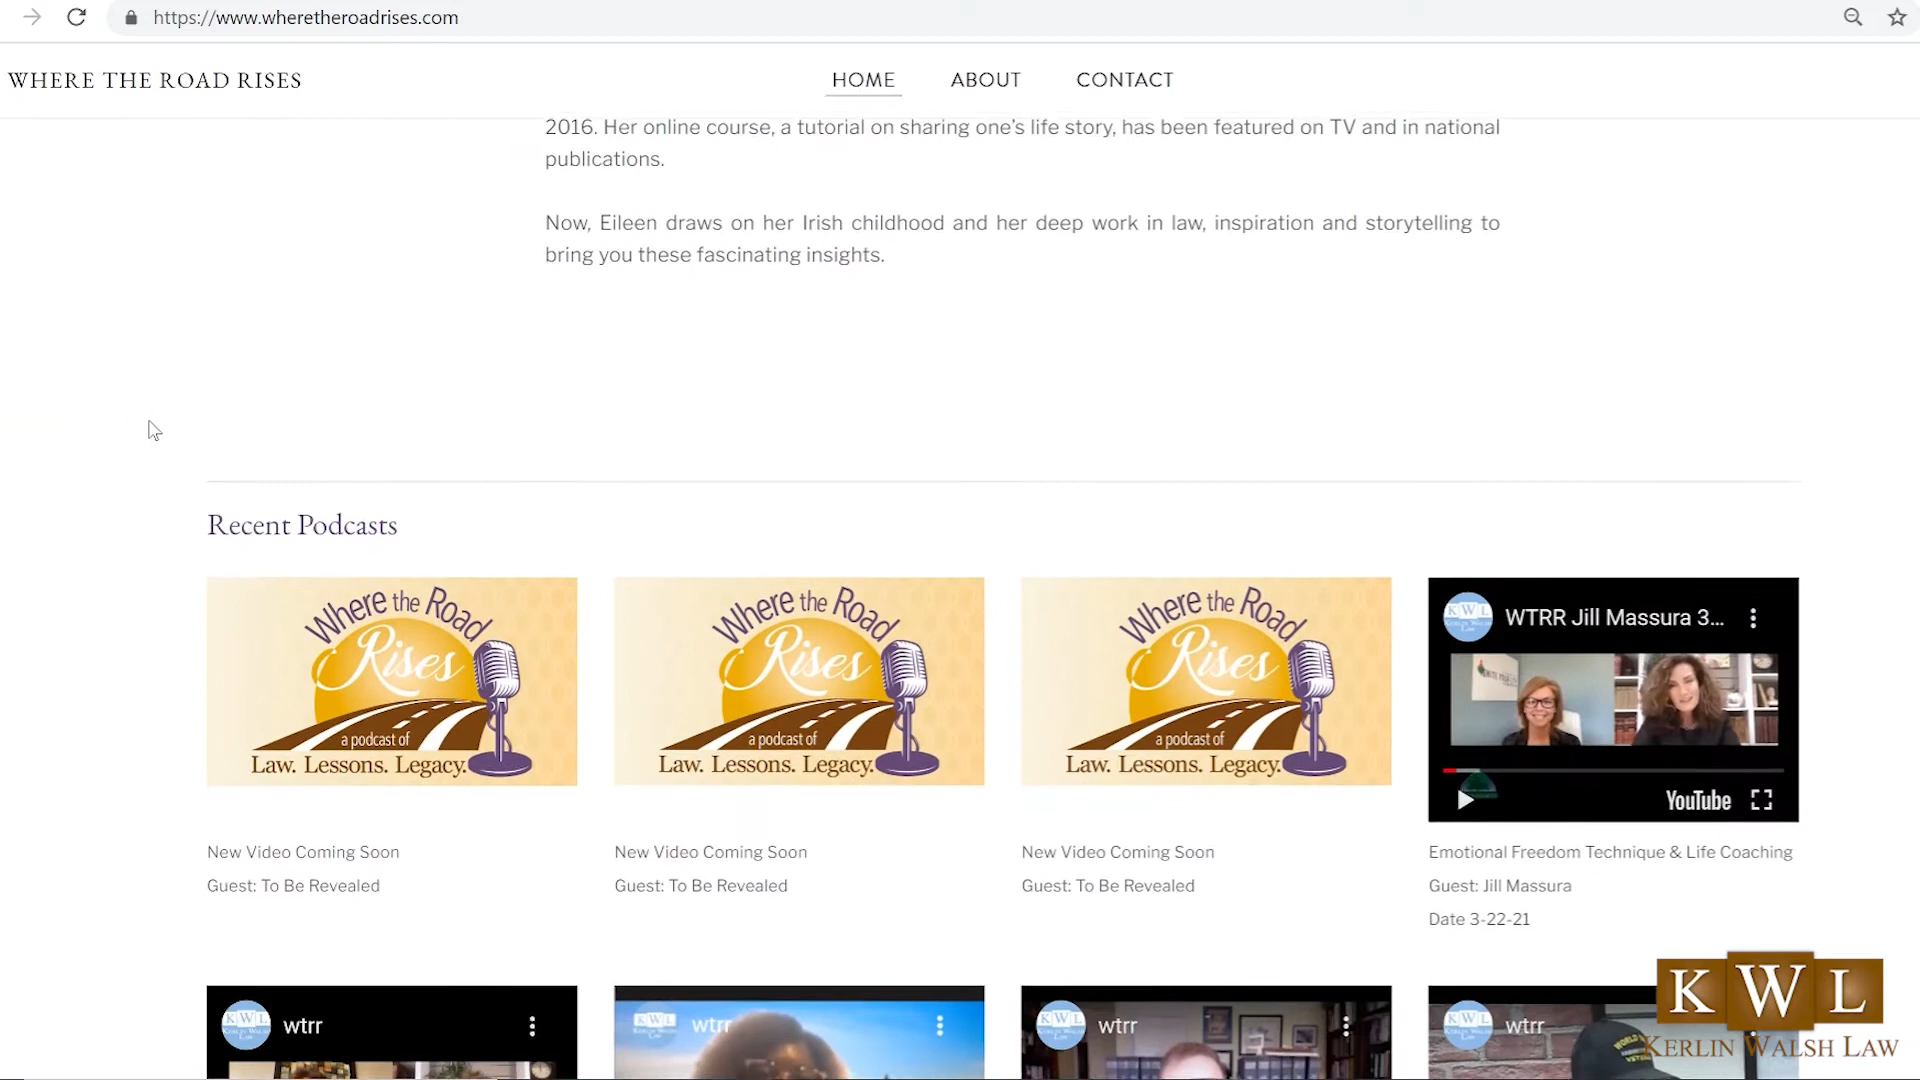 https://www.wheretheroadrises.com
WHERE THE ROAD RISES
HOME
ABOUT
CONTACT
2016. Her online course, a tutorial on sharing one's life story, has been featured on TV and in national
publications.
Now, Eileen draws on her Irish childhood and her deep work in law, inspiration and storytelling to
bring you these fascinating insights.
Recent Podcasts
Where the Road
Rises
a podcast of
Law. Lessons. Legacy.
Where the Road
Rises
a podcast of
Law. Lessons. Legacy.
Where the Road
Rises
a podcast of
Law. Lessons. Legacy.
KWL
WTRR Jill Massura 3...
YouTube
New Video Coming Soon
Guest: To Be Revealed
New Video Coming Soon
Guest: To Be Revealed
New Video Coming Soon
Guest: To Be Revealed
Emotional Freedom Technique & Life Coaching
Guest: Jill Massura
Date 3-22-21
KWL
wtrr
KWL
wtrr
KWL
wtrr
KWL
wtrr
KWL
KERLIN WALSH LAW